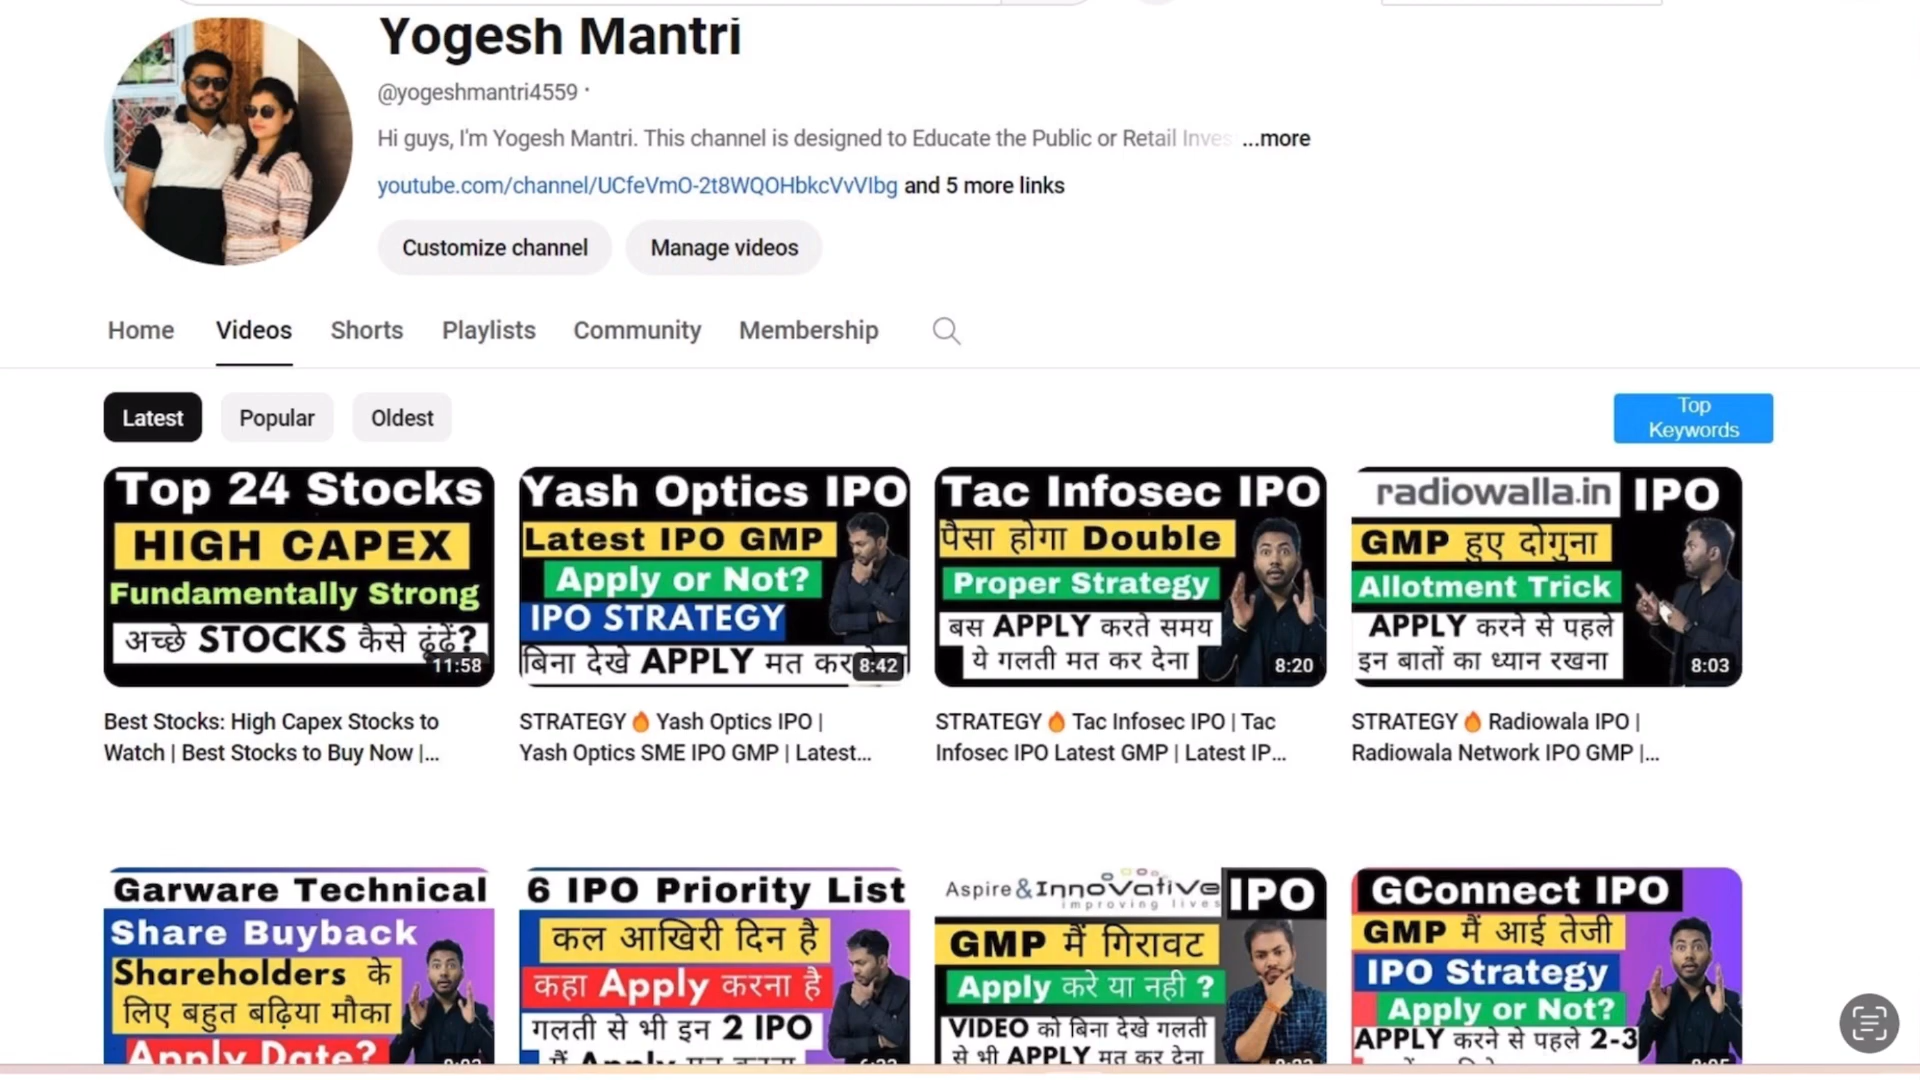 Yogesh Mantri
@yogeshmantri4559 ·
Hi guys, I'm Yogesh Mantri. This channel is designed to Educate the Public or Retail Inves ...more
youtube.com/channel/UCfeVmO-2t8WQOHbkcVvVIbg and 5 more links
Customize channel Manage videos
Home Videos Shorts Playlists Community Membership
Latest Popular Oldest
Top
Keywords
Top 24 Stocks
HIGH CAPEX
Fundamentally Strong
अच्छे STOCKS कैसे ढूंढें?
11:58
Best Stocks: High Capex Stocks to
Watch | Best Stocks to Buy Now |...
Yash Optics IPO
Latest IPO GMP
Apply or Not?
IPO STRATEGY
बिना देखे APPLY मत कर
8:42
STRATEGY🔥 Yash Optics IPO |
Yash Optics SME IPO GMP | Latest...
Tac Infosec IPO
पैसा होगा Double
Proper Strategy
बस APPLY करते समय
ये गलती मत कर देना
8:20
STRATEGY🔥 Tac Infosec IPO | Tac
Infosec IPO Latest GMP | Latest IP...
radiowalla.in IPO
GMP हुए दोगुना
Allotment Trick
APPLY करने से पहले
इन बातों का ध्यान रखना
8:03
STRATEGY🔥 Radiowala IPO |
Radiowala Network IPO GMP |...
Garware Technical
Share Buyback
Shareholders के
लिए बहुत बढ़िया मौका
Apply Date?
6 IPO Priority List
कल आखिरी दिन है
कहा Apply करना है
गलती से भी इन 2 IPO
में Apply मत करना
Aspire & Innovative IPO
improving lives
GMP मैं गिरावट
Apply करे या नही ?
VIDEO को बिना देखे गलती
से भी APPLY मत कर देना
GConnect IPO
GMP मैं आई तेजी
IPO Strategy
Apply or Not?
APPLY करने से पहले 2-3